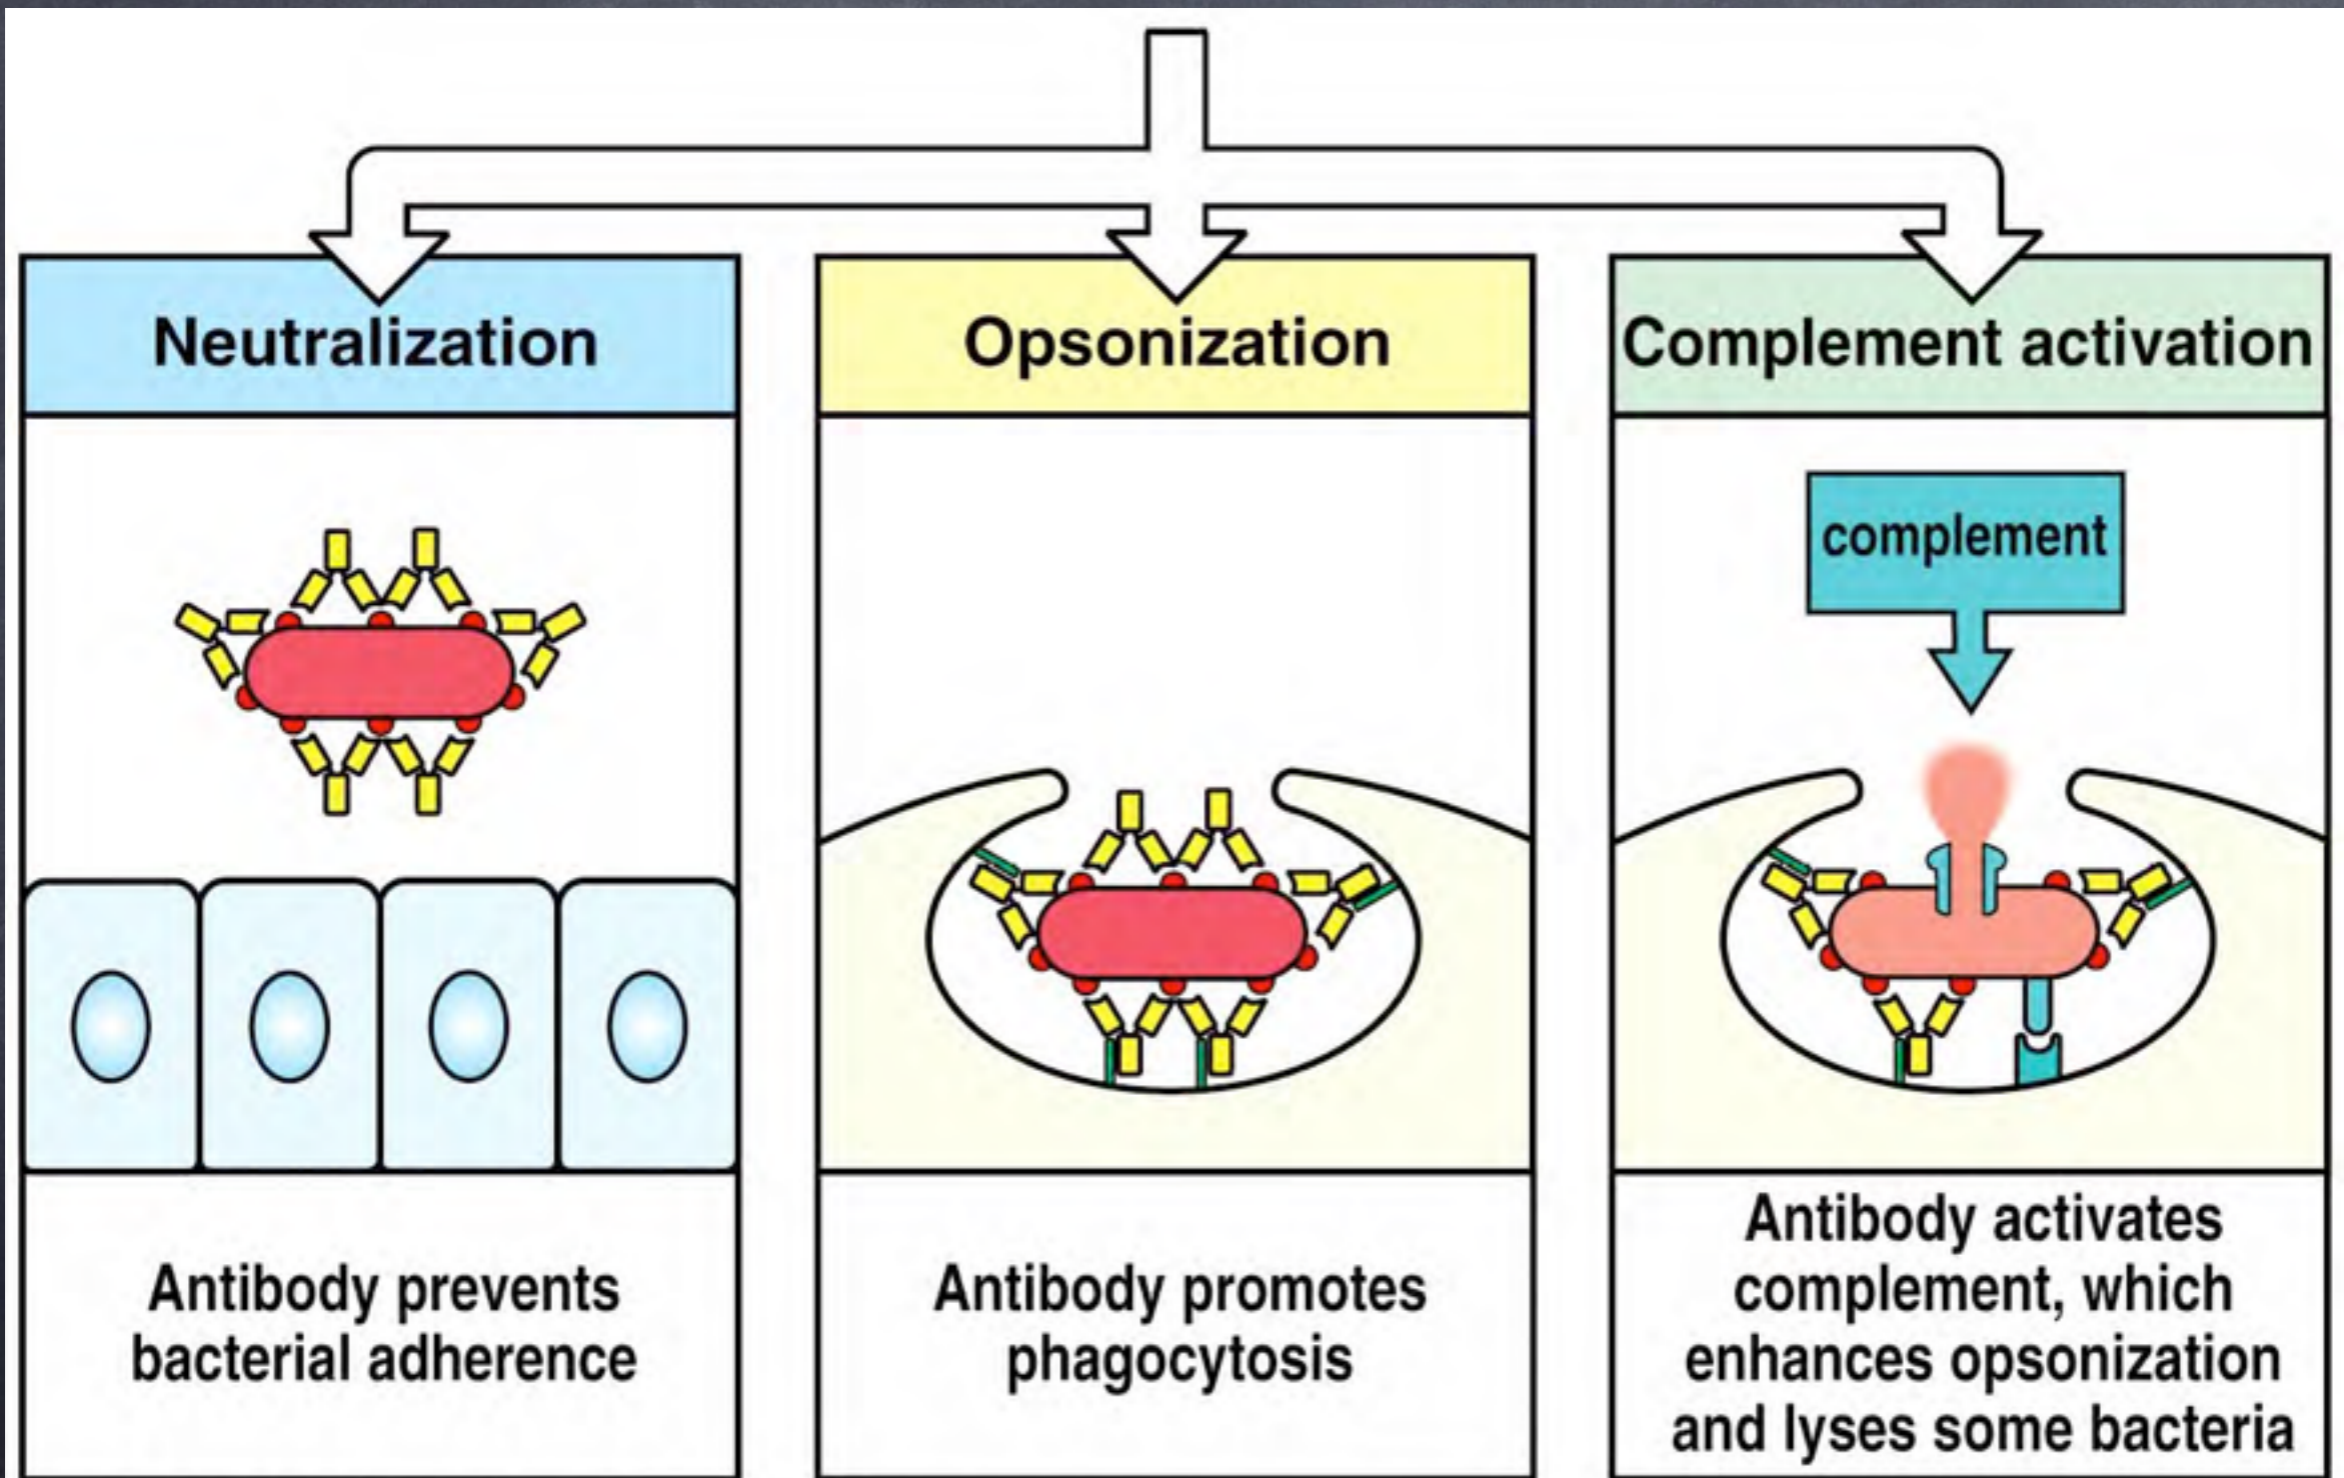 Neutralization
Opsonization
Complement activation
complement
Antibody prevents
bacterial adherence
Antibody promotes
phagocytosis
Antibody activates
complement, which
enhances opsonization
and lyses some bacteria